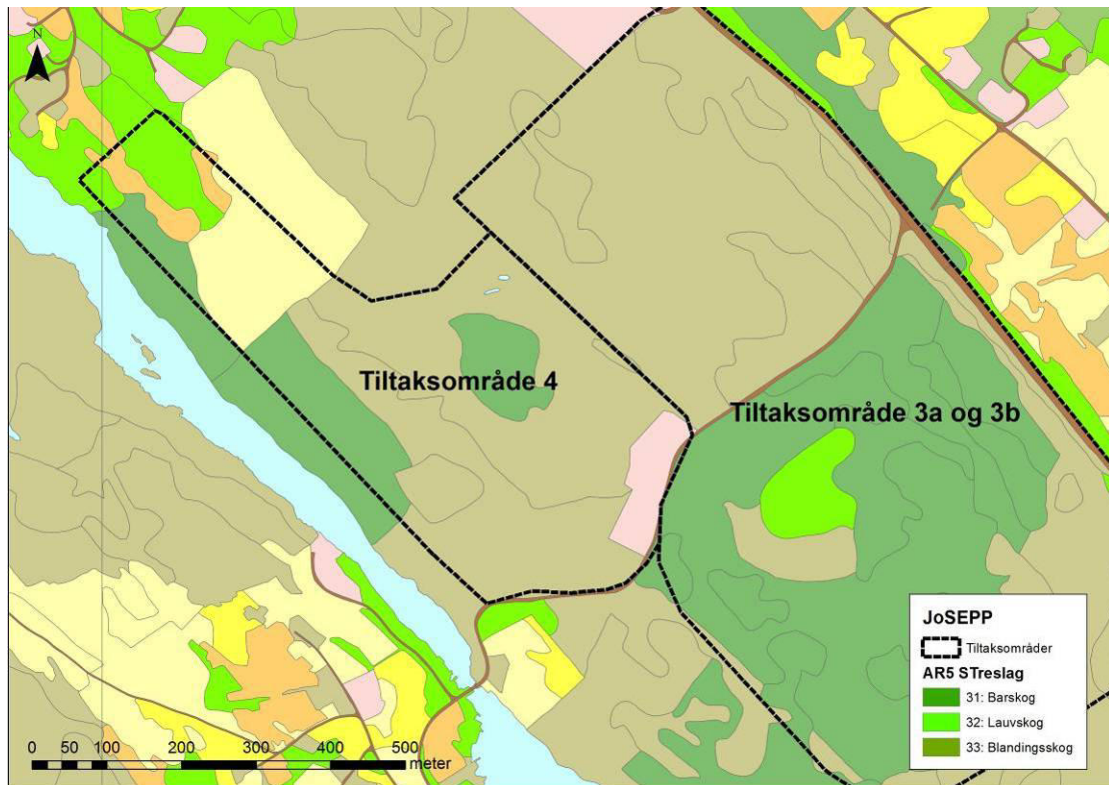 N
Tiltaksområde 4
Tiltaksområde 3a og 3b
JoSEPP
Tiltaksområder
AR5 STreslag
31: Barskog
32: Lauvskog
33: Blandingsskog
0 50 100 200 300 400 500
meter